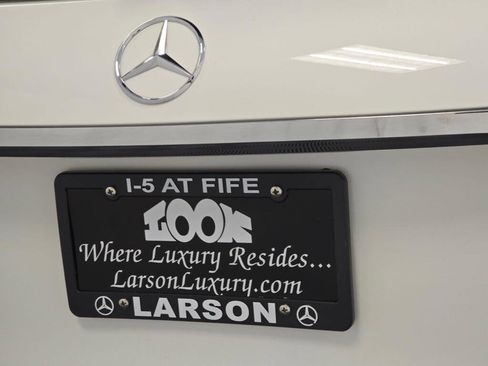 I-5 AT FIFE
LOOK
Where Luxury Resides...
LarsonLuxury.com
LARSON